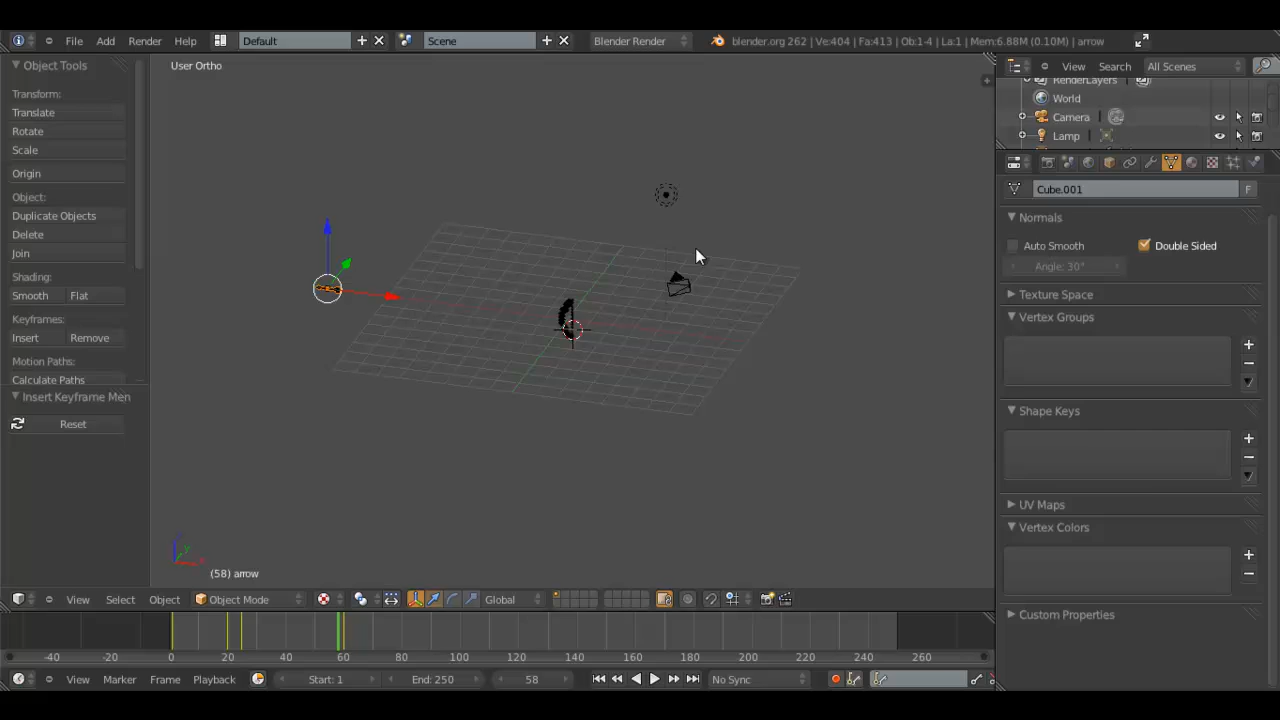 File Add Render Help Default Scene Blender Render blender.org 262 | Ve:404 | Fa:413 | Ob:1-4 | La:1 | Mem:6.88M (0.10M) | arrow
Object Tools
Transform:
Translate
Rotate
Scale
Origin
Object:
Duplicate Objects
Delete
Join
Shading:
Smooth Flat
Keyframes:
Insert Remove
Motion Paths:
Calculate Paths
Insert Keyframe Men
Reset
User Ortho
(58) arrow
View Search All Scenes
RenderLayers
World
Camera
Lamp
Cube.001 F
Normals
Auto Smooth Double Sided
Angle: 30°
Texture Space
Vertex Groups
Shape Keys
UV Maps
Vertex Colors
Custom Properties
View Select Object Object Mode Global
-40 -20 0 20 40 60 80 100 120 140 160 180 200 220 240 260
View Marker Frame Playback Start: 1 End: 250 58 No Sync